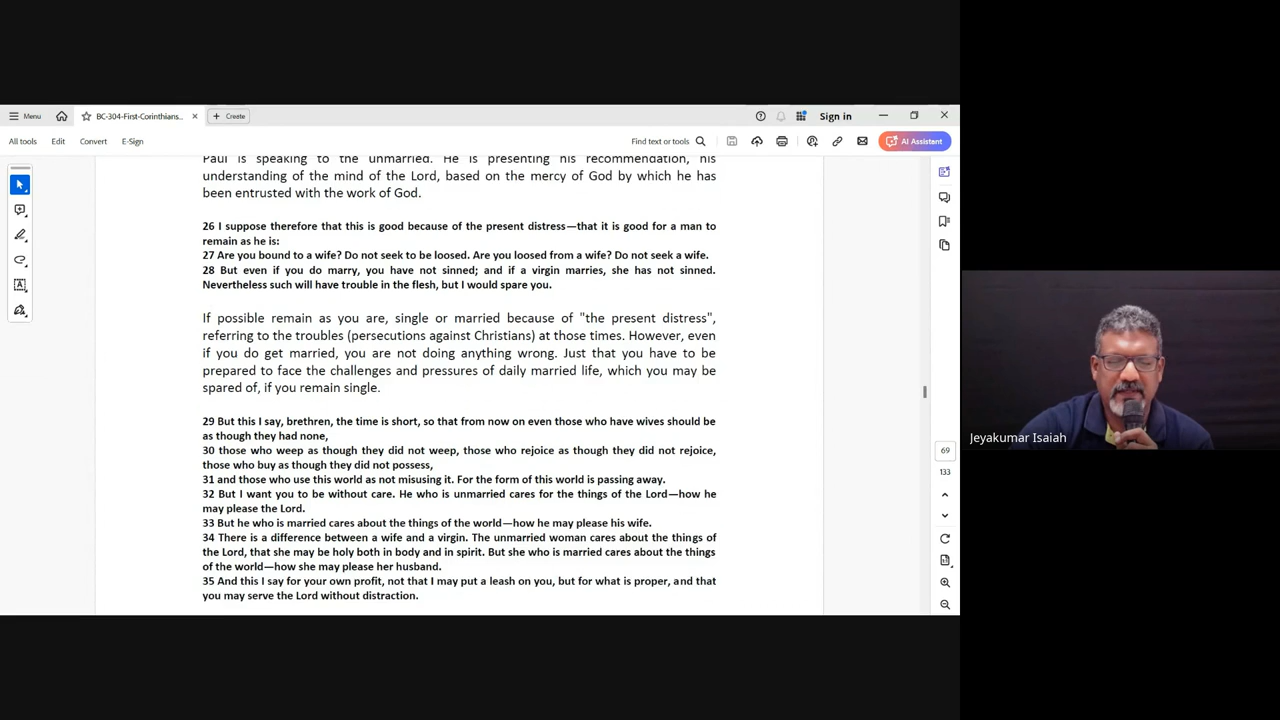 Menu
BC-304-First-Corinthians...
Create
Sign in
All tools
Edit
Convert
E-Sign
Find text or tools
AI Assistant
Paul is speaking to the unmarried. He is presenting his recommendation, his
understanding of the mind of the Lord, based on the mercy of God by which he has
been entrusted with the work of God.
26 I suppose therefore that this is good because of the present distress—that it is good for a man to
remain as he is:
27 Are you bound to a wife? Do not seek to be loosed. Are you loosed from a wife? Do not seek a wife.
28 But even if you do marry, you have not sinned; and if a virgin marries, she has not sinned.
Nevertheless such will have trouble in the flesh, but I would spare you.
If possible remain as you are, single or married because of "the present distress",
referring to the troubles (persecutions against Christians) at those times. However, even
if you do get married, you are not doing anything wrong. Just that you have to be
prepared to face the challenges and pressures of daily married life, which you may be
spared of, if you remain single.
29 But this I say, brethren, the time is short, so that from now on even those who have wives should be
as though they had none,
30 those who weep as though they did not weep, those who rejoice as though they did not rejoice,
those who buy as though they did not possess,
31 and those who use this world as not misusing it. For the form of this world is passing away.
32 But I want you to be without care. He who is unmarried cares for the things of the Lord—how he
may please the Lord.
33 But he who is married cares about the things of the world—how he may please his wife.
34 There is a difference between a wife and a virgin. The unmarried woman cares about the things of
the Lord, that she may be holy both in body and in spirit. But she who is married cares about the things
of the world—how she may please her husband.
35 And this I say for your own profit, not that I may put a leash on you, but for what is proper, and that
you may serve the Lord without distraction.
69
133
Jeyakumar Isaiah